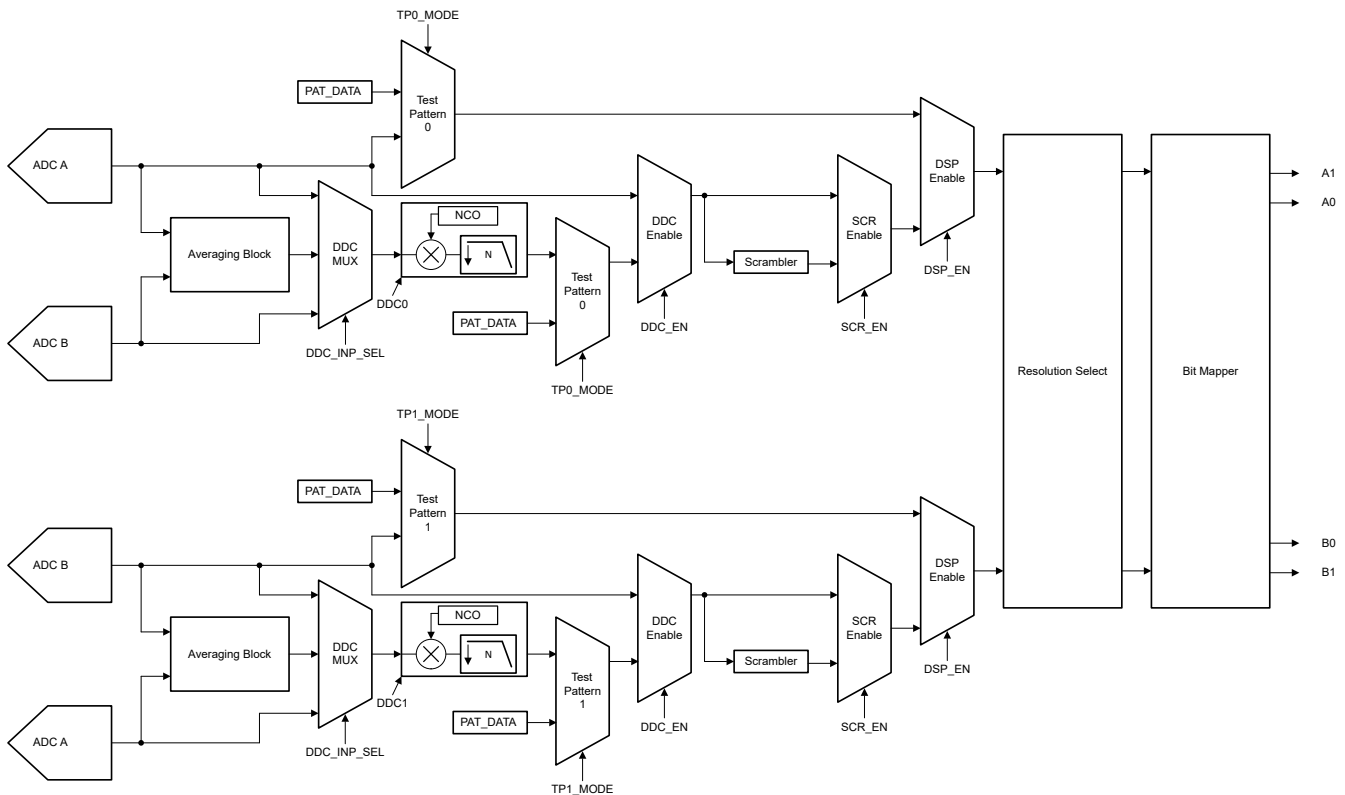 TP0_MODE
PAT_DATA
Test
Pattern
0
ADC A
DSP
Enable
A1
A0
DDC
Enable
SCR
Enable
NCO
Averaging Block
DDC
MUX
N
Scrambler
DSP_EN
Test
Pattern
0
DDC0
PAT_DATA
ADC B
DDC_EN
SCR_EN
DDC_INP_SEL
TP0_MODE
Resolution Select
Bit Mapper
TP1_MODE
PAT_DATA
Test
Pattern
1
ADC B
DSP
Enable
B0
B1
DDC
Enable
SCR
Enable
NCO
Averaging Block
DDC
MUX
N
Scrambler
DSP_EN
Test
Pattern
1
DDC1
PAT_DATA
ADC A
DDC_EN
SCR_EN
DDC_INP_SEL
TP1_MODE